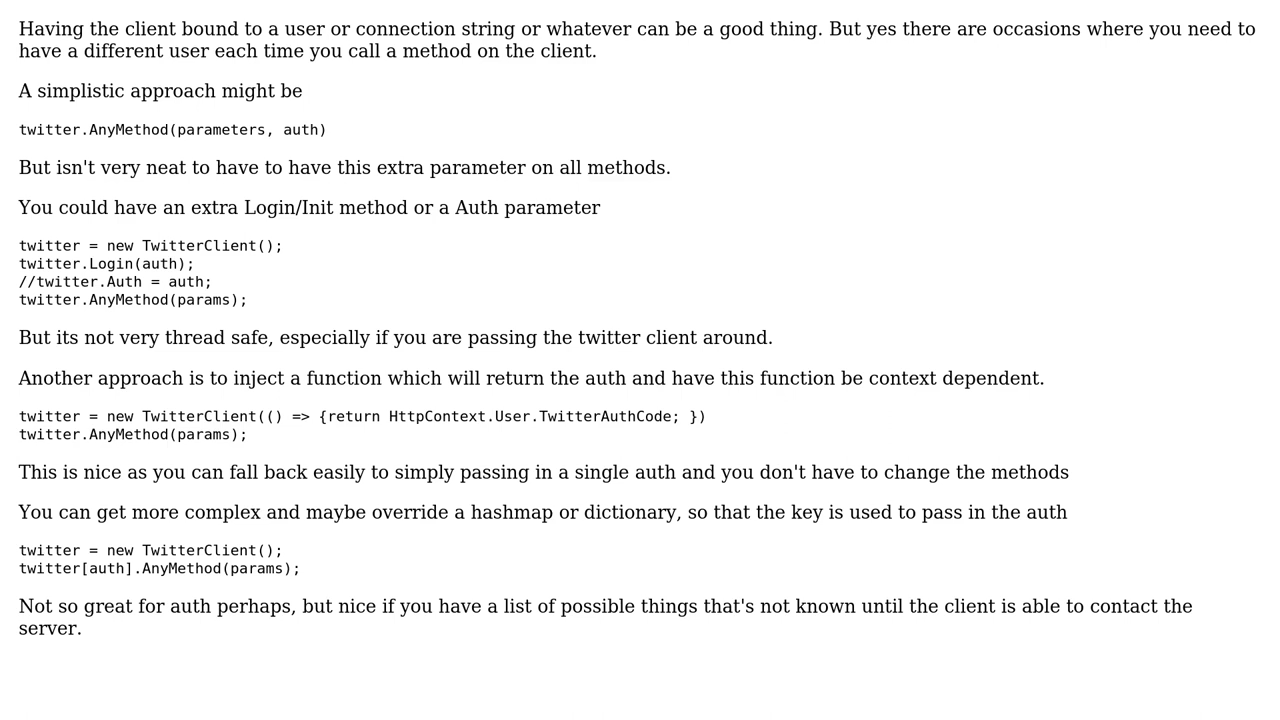 Having the client bound to a user or connection string or whatever can be a good thing. But yes there are occasions where you need to
have a different user each time you call a method on the client.
A simplistic approach might be
twitter.AnyMethod(parameters, auth)
But isn't very neat to have to have this extra parameter on all methods.
You could have an extra Login/Init method or a Auth parameter
twitter = new TwitterClient();
twitter.Login(auth);
//twitter.Auth = auth;
twitter.AnyMethod(params);
But its not very thread safe, especially if you are passing the twitter client around.
Another approach is to inject a function which will return the auth and have this function be context dependent.
twitter = new TwitterClient(() => {return HttpContext.User.TwitterAuthCode; })
twitter.AnyMethod(params);
This is nice as you can fall back easily to simply passing in a single auth and you don't have to change the methods
You can get more complex and maybe override a hashmap or dictionary, so that the key is used to pass in the auth
twitter = new TwitterClient();
twitter[auth].AnyMethod(params);
Not so great for auth perhaps, but nice if you have a list of possible things that's not known until the client is able to contact the
server.